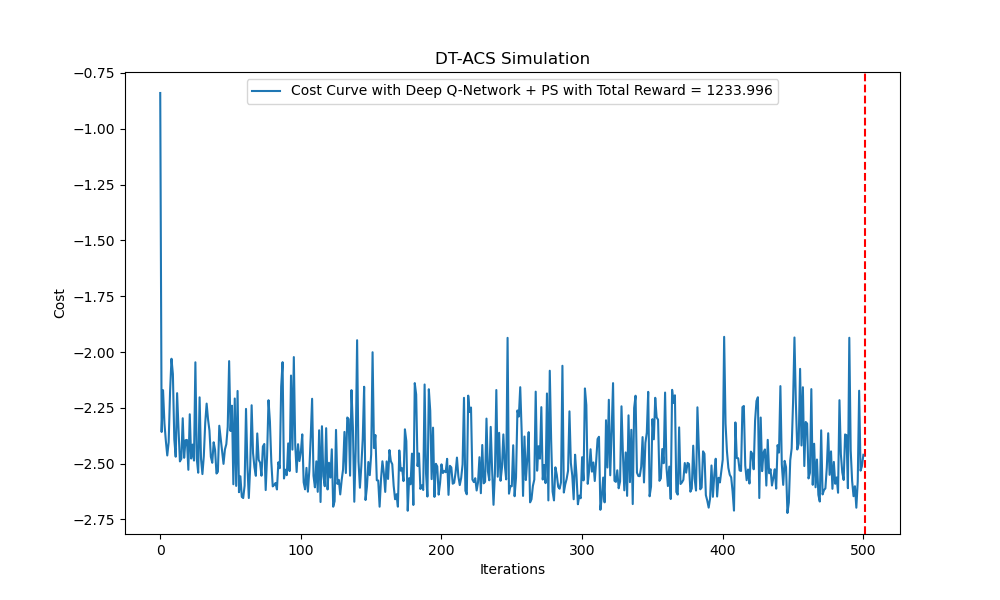 DT-ACS Simulation
Cost Curve with Deep Q-Network + PS with Total Reward = 1233.996
−0.75
−1.00
−1.25
−1.50
−1.75
−2.00
−2.25
−2.50
−2.75
Cost
0 100 200 300 400 500
Iterations